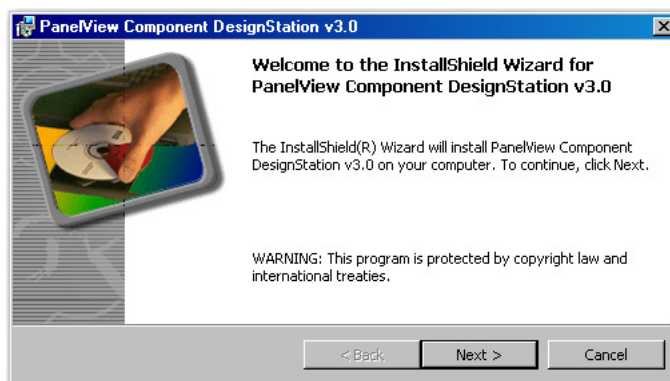 PanelView Component DesignStation v3.0
Welcome to the InstallShield Wizard for
PanelView Component DesignStation v3.0
The InstallShield(R) Wizard will install PanelView Component
DesignStation v3.0 on your computer. To continue, click Next.
WARNING: This program is protected by copyright law and
international treaties.
< Back
Next >
Cancel